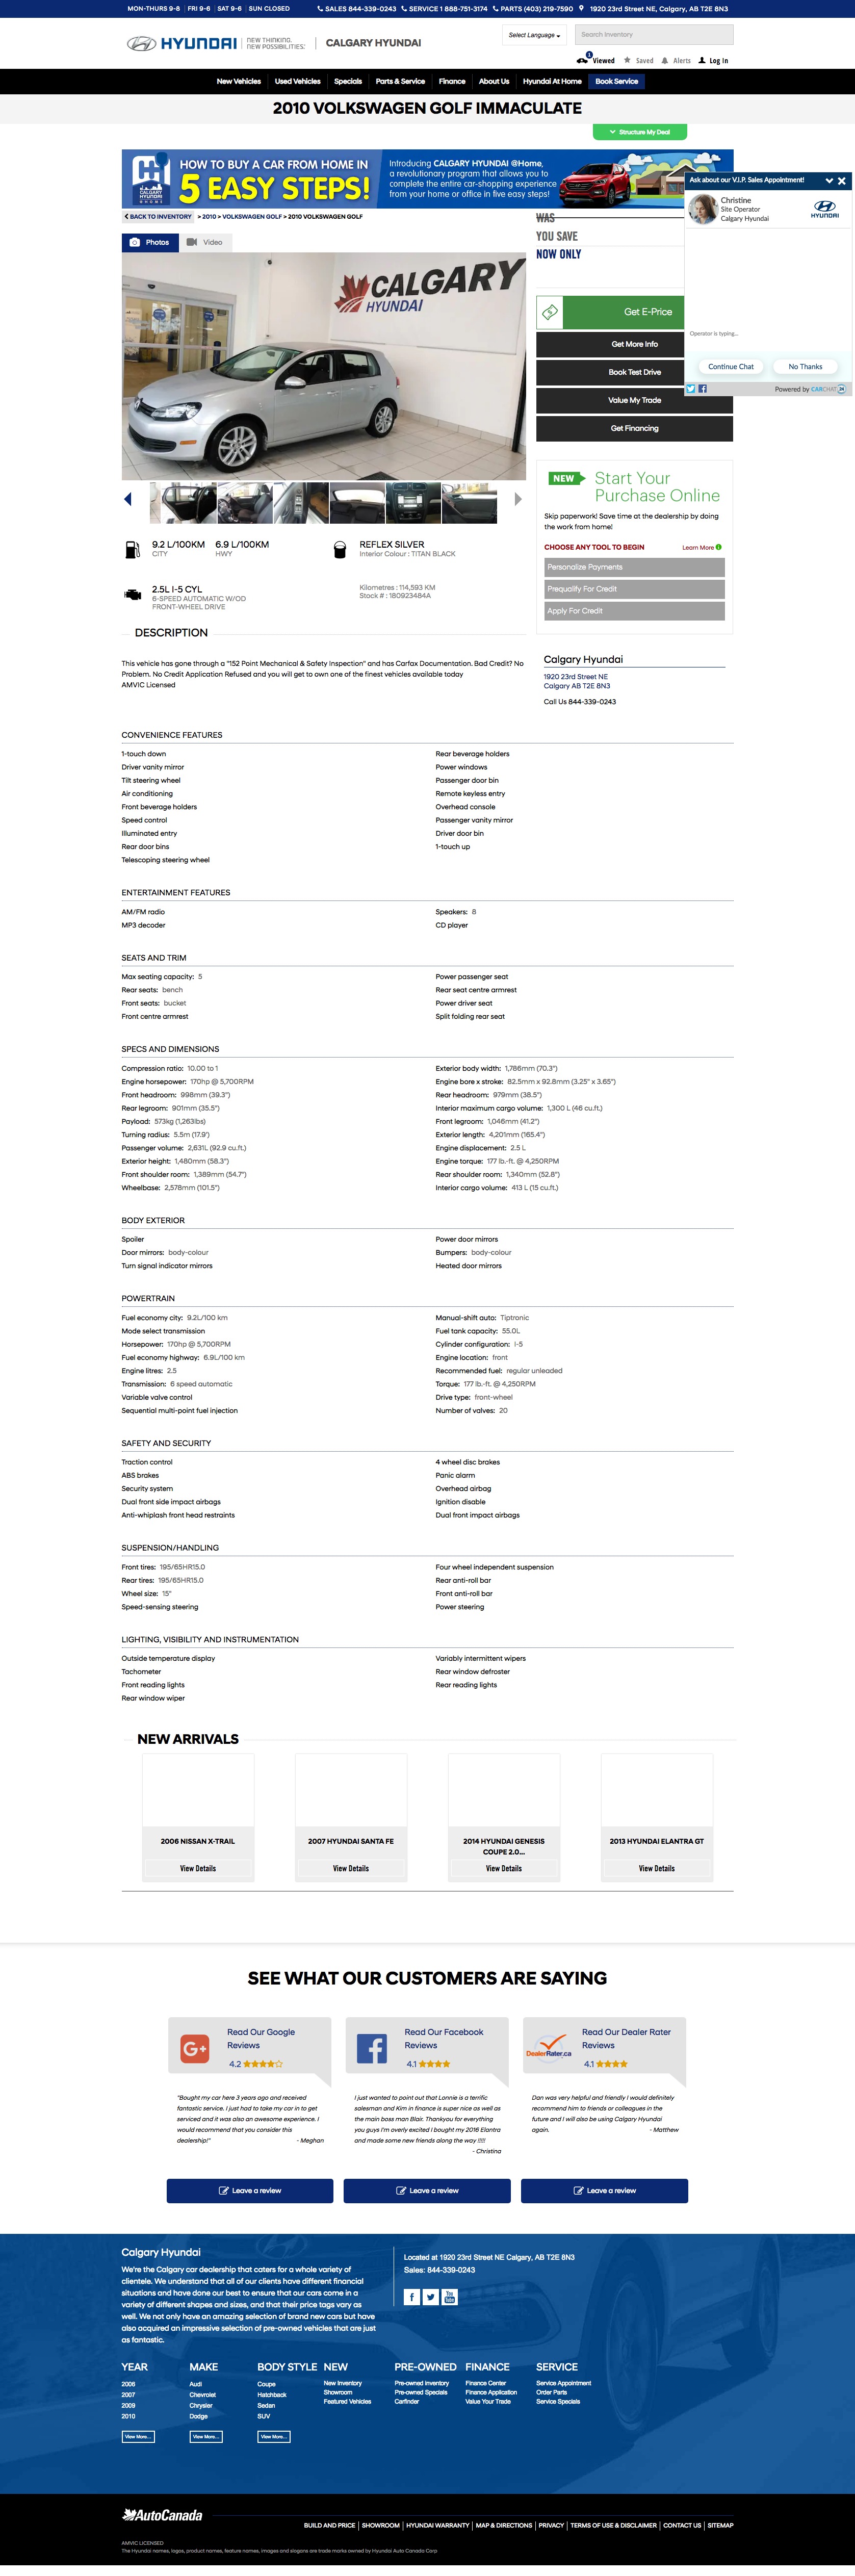 MON-THURS 9-8 | FRI 9-6 | SAT 9-6 | SUN CLOSED
SALES 844-339-0243 SERVICE 1 888-751-3174 PARTS (403) 219-7590 1920 23rd Street NE, Calgary, AB T2E 8N3
HYUNDAI | NEW THINKING. NEW POSSIBILITIES. | CALGARY HYUNDAI
Select Language
Search Inventory
1 Viewed Saved Alerts Log In
New Vehicles Used Vehicles Specials Parts & Service Finance About Us Hyundai At Home Book Service
2010 VOLKSWAGEN GOLF IMMACULATE
Structure My Deal
CALGARY HYUNDAI @HOME
HOW TO BUY A CAR FROM HOME IN
5 EASY STEPS!
Introducing CALGARY HYUNDAI @Home,
a revolutionary program that allows you to
complete the entire car-shopping experience
from your home or office in five easy steps!
Ask about our V.I.P. Sales Appointment!
Christine
Site Operator
Calgary Hyundai
HYUNDAI
Operator is typing...
Continue Chat No Thanks
Powered by CARCHAT24
BACK TO INVENTORY > 2010 > VOLKSWAGEN GOLF > 2010 VOLKSWAGEN GOLF
WAS
YOU SAVE
NOW ONLY
Photos Video
CALGARY
HYUNDAI
Get E-Price
Get More Info
Book Test Drive
Value My Trade
Get Financing
NEW Start Your
Purchase Online
Skip paperwork! Save time at the dealership by doing
the work from home!
CHOOSE ANY TOOL TO BEGIN Learn More
Personalize Payments
Prequalify For Credit
Apply For Credit
9.2 L/100KM 6.9 L/100KM
CITY HWY
REFLEX SILVER
Interior Colour : TITAN BLACK
2.5L I-5 CYL
6-SPEED AUTOMATIC W/OD
FRONT-WHEEL DRIVE
Kilometres : 114,593 KM
Stock # : 180923484A
DESCRIPTION
This vehicle has gone through a "152 Point Mechanical & Safety Inspection" and has Carfax Documentation. Bad Credit? No
Problem, No Credit Application Refused and you will get to own one of the finest vehicles available today
AMVIC Licensed
Calgary Hyundai
1920 23rd Street NE
Calgary AB T2E 8N3
Call Us 844-339-0243
CONVENIENCE FEATURES
1-touch down Rear beverage holders
Driver vanity mirror Power windows
Tilt steering wheel Passenger door bin
Air conditioning Remote keyless entry
Front beverage holders Overhead console
Speed control Passenger vanity mirror
Illuminated entry Driver door bin
Rear door bins 1-touch up
Telescoping steering wheel
ENTERTAINMENT FEATURES
AM/FM radio Speakers: 8
MP3 decoder CD player
SEATS AND TRIM
Max seating capacity: 5 Power passenger seat
Rear seats: bench Rear seat centre armrest
Front seats: bucket Power driver seat
Front centre armrest Split folding rear seat
SPECS AND DIMENSIONS
Compression ratio: 10.00 to 1 Exterior body width: 1,786mm (70.3")
Engine horsepower: 170hp @ 5,700RPM Engine bore x stroke: 82.5mm x 92.8mm (3.25" x 3.65")
Front headroom: 998mm (39.3") Rear headroom: 979mm (38.5")
Rear legroom: 901mm (35.5") Interior maximum cargo volume: 1,300 L (46 cu.ft.)
Payload: 573kg (1,263lbs) Front legroom: 1,046mm (41.2")
Turning radius: 5.5m (17.9') Exterior length: 4,201mm (165.4")
Passenger volume: 2,631L (92.9 cu.ft.) Engine displacement: 2.5 L
Exterior height: 1,480mm (58.3") Engine torque: 177 lb.-ft. @ 4,250RPM
Front shoulder room: 1,389mm (54.7") Rear shoulder room: 1,340mm (52.8")
Wheelbase: 2,578mm (101.5") Interior cargo volume: 413 L (15 cu.ft.)
BODY EXTERIOR
Spoiler Power door mirrors
Door mirrors: body-colour Bumpers: body-colour
Turn signal indicator mirrors Heated door mirrors
POWERTRAIN
Fuel economy city: 9.2L/100 km Manual-shift auto: Tiptronic
Mode select transmission Fuel tank capacity: 55.0L
Horsepower: 170hp @ 5,700RPM Cylinder configuration: I-5
Fuel economy highway: 6.9L/100 km Engine location: front
Engine litres: 2.5 Recommended fuel: regular unleaded
Transmission: 6 speed automatic Torque: 177 lb.-ft. @ 4,250RPM
Variable valve control Drive type: front-wheel
Sequential multi-point fuel injection Number of valves: 20
SAFETY AND SECURITY
Traction control 4 wheel disc brakes
ABS brakes Panic alarm
Security system Overhead airbag
Dual front side impact airbags Ignition disable
Anti-whiplash front head restraints Dual front impact airbags
SUSPENSION/HANDLING
Front tires: 195/65HR15.0 Four wheel independent suspension
Rear tires: 195/65HR15.0 Rear anti-roll bar
Wheel size: 15" Front anti-roll bar
Speed-sensing steering Power steering
LIGHTING, VISIBILITY AND INSTRUMENTATION
Outside temperature display Variably intermittent wipers
Tachometer Rear window defroster
Front reading lights Rear reading lights
Rear window wiper
NEW ARRIVALS
2006 NISSAN X-TRAIL 2007 HYUNDAI SANTA FE 2014 HYUNDAI GENESIS COUPE 2.0... 2013 HYUNDAI ELANTRA GT
View Details View Details View Details View Details
SEE WHAT OUR CUSTOMERS ARE SAYING
Read Our Google
Reviews
4.2
"Bought my car here 3 years ago and received
fantastic service. I just had to take my car in to get
serviced and it was also an awesome experience. I
would recommend that you consider this
dealership!" - Meghan
Leave a review
Read Our Facebook
Reviews
4.1
I just wanted to point out that Lonnie is a terrific
salesman and Kim in finance is super nice as well as
the main boss man Blair. Thankyou for everything
you guys I'm overly excited I bought my 2016 Elantra
and made some new friends along the way !!!!!
- Christina
Leave a review
DealerRater.ca
Read Our Dealer Rater
Reviews
4.1
Dan was very helpful and friendly I would definitely
recommend him to friends or colleagues in the
future and I will also be using Calgary Hyundai
again. - Matthew
Leave a review
Calgary Hyundai
We're the Calgary car dealership that caters for a whole variety of
clientele. We understand that all of our clients have different financial
situations and have done our best to ensure that our cars come in a
variety of different shapes and sizes, and that their price tags vary as
well. We not only have an amazing selection of brand new cars but have
also acquired an impressive selection of pre-owned vehicles that are just
as fantastic.
Located at 1920 23rd Street NE Calgary, AB T2E 8N3
Sales: 844-339-0243
YEAR MAKE BODY STYLE NEW PRE-OWNED FINANCE SERVICE
2006 Audi Coupe New Inventory Pre-owned Inventory Finance Center Service Appointment
2007 Chevrolet Hatchback Showroom Pre-owned Specials Finance Application Order Parts
2009 Chrysler Sedan Featured Vehicles Carfinder Value Your Trade Service Specials
2010 Dodge SUV
View More... View More... View More...
AutoCanada
BUILD AND PRICE | SHOWROOM | HYUNDAI WARRANTY | MAP & DIRECTIONS | PRIVACY | TERMS OF USE & DISCLAIMER | CONTACT US | SITEMAP
AMVIC LICENSED
The Hyundai names, logos, product names, feature names, images and slogans are trademarks owned by Hyundai Auto Canada Corp